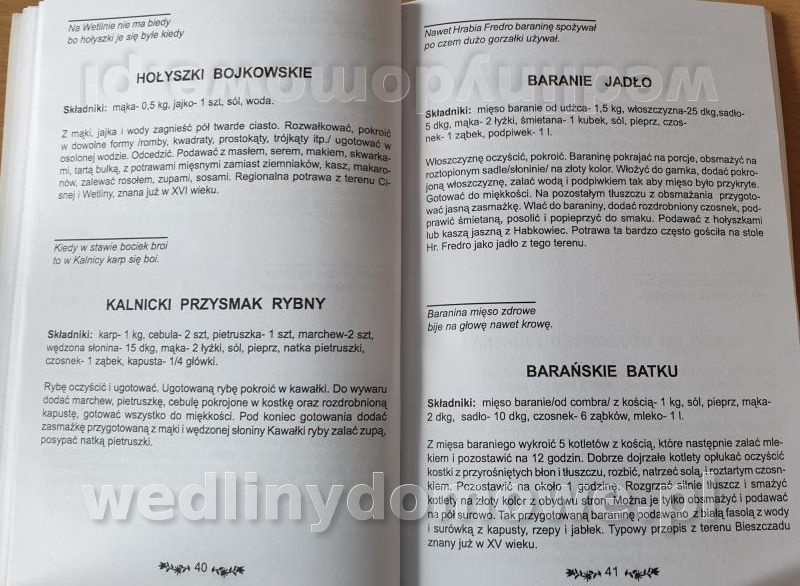 Na Wetlinie nie ma biedy
bo hołyszki je się byle kiedy
HOŁYSZKI BOJKOWSKIE
Składniki: mąka- 0,5 kg, jajko- 1 szt, sól, woda.
Z mąki, jajka i wody zagnieść pół twarde ciasto. Rozwałkować, pokroić
w dowolne formy /romby, kwadraty, prostokąty, trójkąty itp./ ugotować w
osolonej wodzie. Odcedzić. Podawać z masłem, serem, makiem, skwarka-
mi, tartą bułką, z potrawami mięsnymi zamiast ziemniaków, kasz, makaro-
nów, zalewać rosołem, zupami, sosami. Regionalna potrawa z terenu Ci-
snej i Wetliny, znana już w XVI wieku.
Kiedy w stawie bociek broi
to w Kalnicy karp się boi.
KALNICKI PRZYSMAK RYBNY
Składniki: karp- 1 kg, cebula- 2 szt, pietruszka- 1 szt, marchew-2 szt,
wędzona słonina- 15 dkg, mąka- 2 łyżki, sól, pieprz, natka pietruszki,
czosnek- 1 ząbek, kapusta- 1/4 główki.
Rybę oczyścić i ugotować. Ugotowaną rybę pokroić w kawałki. Do wywaru
dodać marchew, pietruszkę, cebulę pokrojone w kostkę oraz rozdrobnioną
kapustę, gotować wszystko do miękkości. Pod koniec gotowania dodać
zasmażkę przygotowaną z mąki i wędzonej słoniny Kawałki ryby zalać zupą,
posypać natką pietruszki.
40
Nawet Hrabia Fredro baraninę spożywał
po czem dużo gorzałki używał.
BARANIE JADŁO
Składniki: mięso baranie od udźca- 1,5 kg, włoszczyzna-25 dkg,sadło-
5 dkg, mąka- 2 łyżki, śmietana- 1 kubek, sól, pieprz, czos-
nek- 1 ząbek, podpiwek- 1 l.
Włoszczyznę oczyścić, pokroić. Baraninę pokrajać na porcje, obsmażyć na
roztopionym sadle/słoninie/ na złoty kolor. Włożyć do garnka, dodać pokro-
joną włoszczyznę, zalać wodą i podpiwkiem tak aby mięso było przykryte.
Gotować do miękkości. Na pozostałym tłuszczu z obsmażania przygoto-
wać jasną zasmażkę. Wlać do baraniny, dodać rozdrobniony czosnek, pod-
prawić śmietaną, posolić i popieprzyć do smaku. Podawać z hołyszkami
lub kaszą jaszną z Habkowiec. Potrawa ta bardzo często gościła na stole
Hr. Fredro jako jadło z tego terenu.
Baranina mięso zdrowe
bije na głowę nawet krowę.
BARAŃSKIE BATKU
Składniki: mięso baranie/od combra/ z kością- 1 kg, sól, pieprz, mąka-
2 dkg, sadło- 10 dkg, czosnek- 6 ząbków, mleko- 1 l.
Z mięsa baraniego wykroić 5 kotletów z kością, które następnie zalać mle-
kiem i pozostawić na 12 godzin. Dobrze dojrzałe kotlety opłukać oczyścić
kostki z przyrośniętych błon i tłuszczu, rozbić, natrzeć solą i roztartym czosn-
kiem. Pozostawić na około 1 godzinę. Rozgrzać silnie tłuszcz i smażyć
kotlety na złoty kolor z obydwu stron. Można je tylko obsmażyć i podawać
na pół surowo. Tak przygotowaną baraninę podawano z białą fasolą z wody
i surówką z kapusty, rzepy i jabłek. Typowy przepis z terenu Bieszczadu
znany już w XV wieku.
41
wedlinydomowe.pl
wedlinydomowe.pl